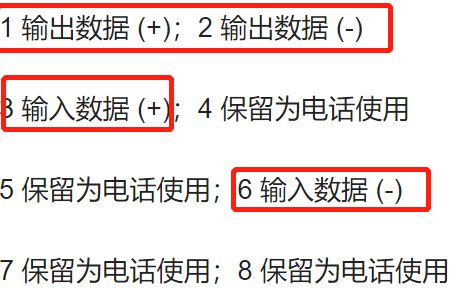 1 输出数据 (+)；2 输出数据 (-)
3 输入数据 (+)；4 保留为电话使用
5 保留为电话使用；6 输入数据 (-)
7 保留为电话使用；8 保留为电话使用